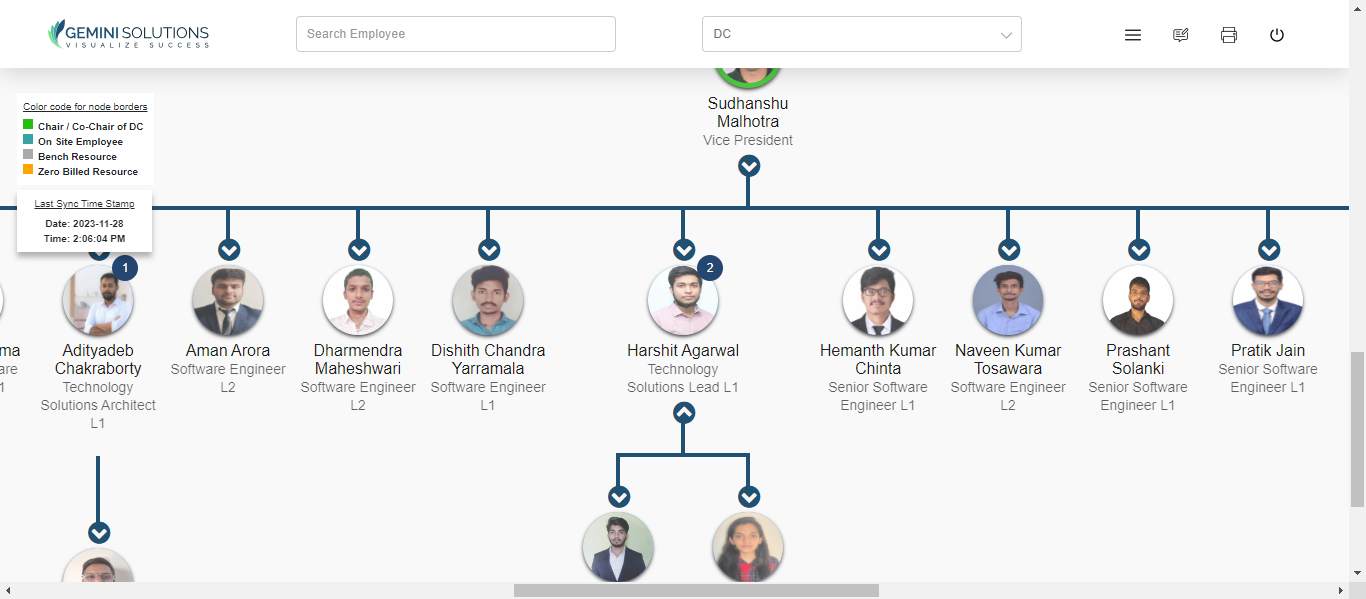 GEMINI SOLUTIONS
VISUALIZE SUCCESS
Search Employee
DC
Color code for node borders
Chair / Co-Chair of DC
On Site Employee
Bench Resource
Zero Billed Resource
Last Sync Time Stamp
Date: 2023-11-28
Time: 2:06:04 PM
Sudhanshu
Malhotra
Vice President
1
Adityadeb
Chakraborty
Technology
Solutions Architect
L1
Aman Arora
Software Engineer
L2
Dharmendra
Maheshwari
Software Engineer
L2
Dishith Chandra
Yarramala
Software Engineer
L1
2
Harshit Agarwal
Technology
Solutions Lead L1
Hemanth Kumar
Chinta
Senior Software
Engineer L1
Naveen Kumar
Tosawara
Software Engineer
L2
Prashant
Solanki
Senior Software
Engineer L1
Pratik Jain
Senior Software
Engineer L1